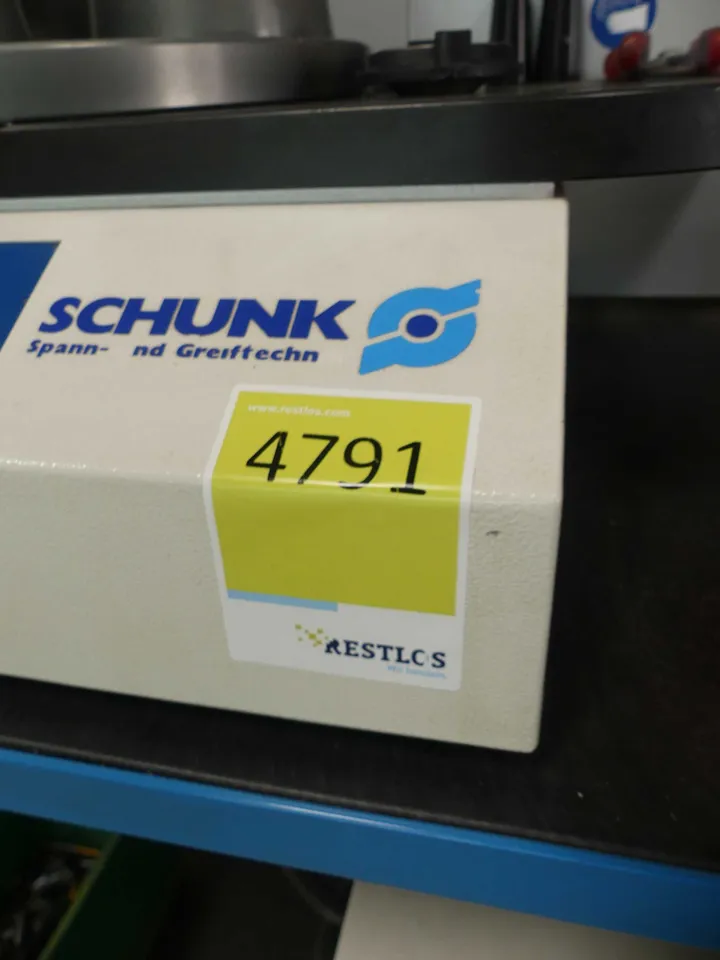 SCHUNK
Spann- nd Greiftechn
www.restlos.com
4791
RESTLOS